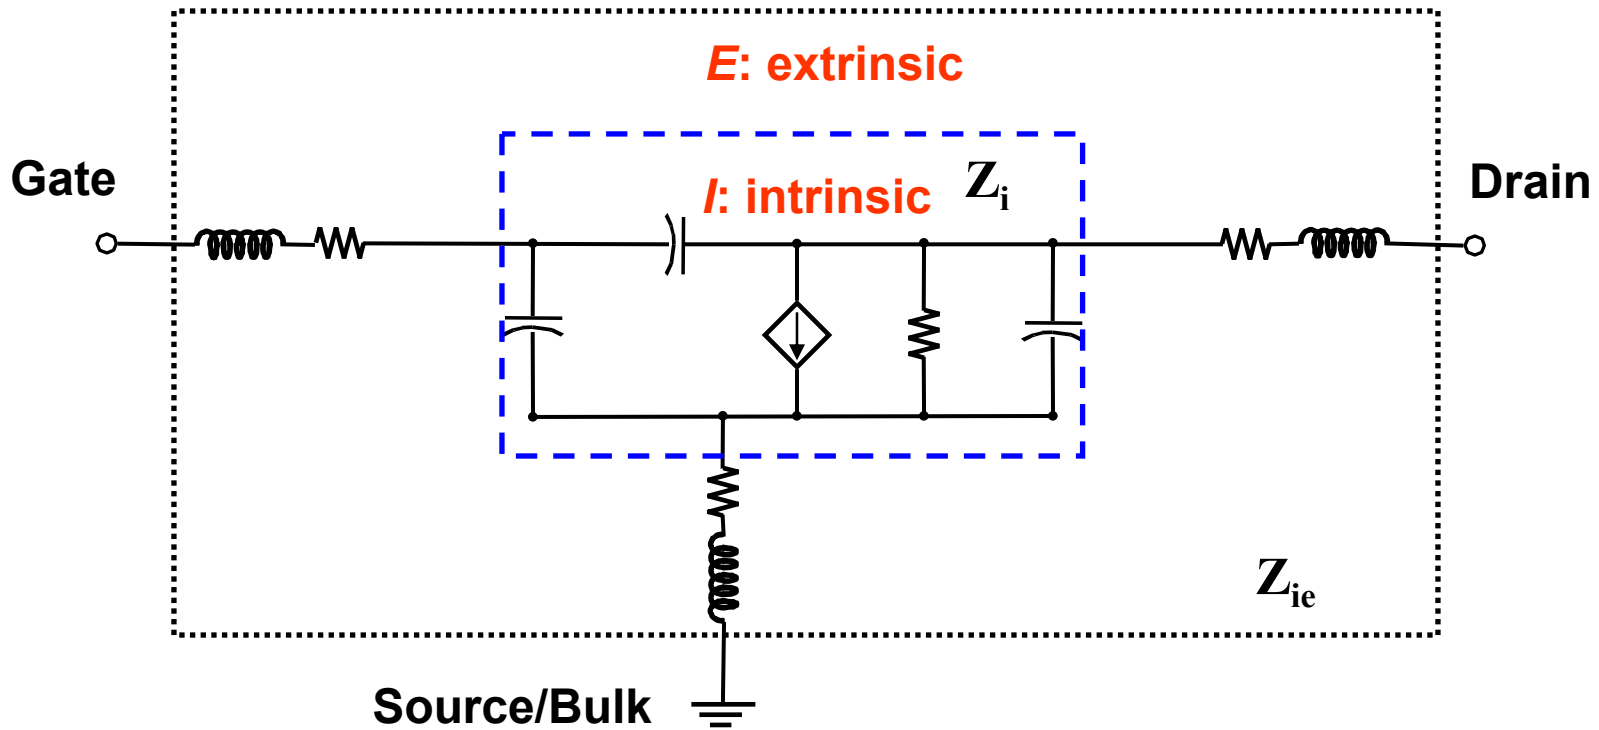 E: extrinsic
Gate
I: intrinsic
Zi
Drain
Zie
Source/Bulk